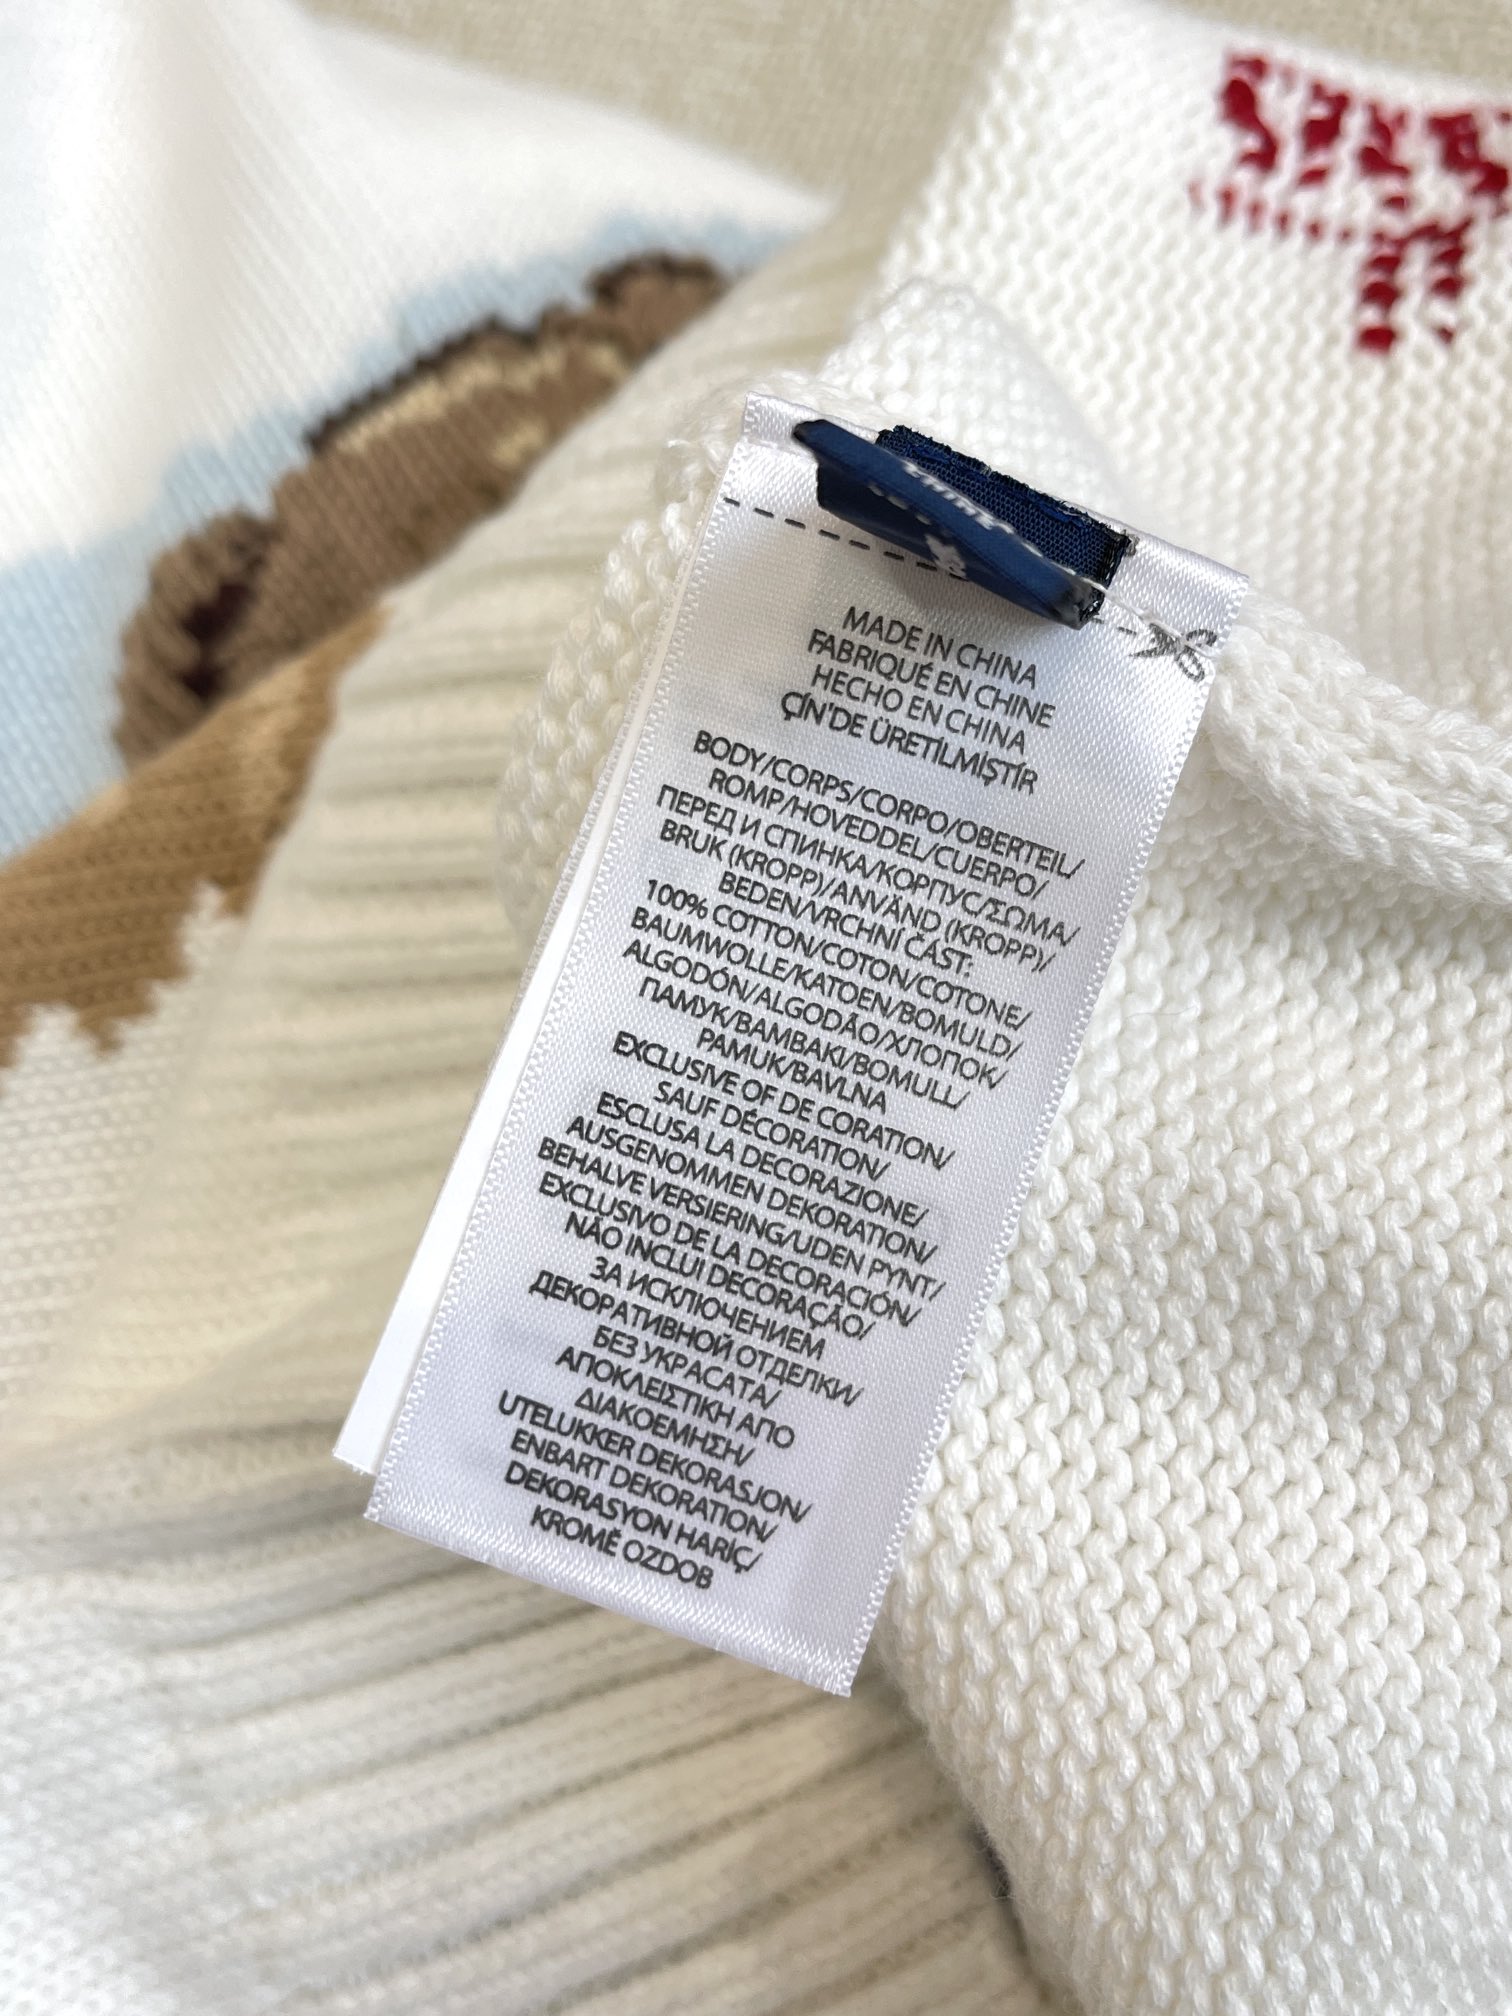 CHINE
MADE IN CHINA
FABRIQUÉ EN CHINE
HECHO EN CHINA
ÇİN'DE ÜRETİLMİŞTİR
BODY/CORPS/CORPO/OBERTEIL/
ROMP/HOVEDDEL/CUERPO/
ПЕРЕД И СПИНКА/КОРПУС/ΣΩΜΑ/
BRUK (KROPP)/ANVÄND (KROPP)/
BEDEN/VRCHNÍ ČÁST:
100% COTTON/COTON/COTONE/
BAUMWOLLE/KATOEN/BOMULD/
ALGODÓN/ALGODÃO/ХЛОПОК/
ПАМУК/ΒΑΜΒΑΚΙ/BOMULL/
PAMUK/BAVLNA
EXCLUSIVE OF DE CORATION/
SAUF DÉCORATION/
ESCLUSA LA DECORAZIONE/
AUSGENOMMEN DEKORATION/
BEHALVE VERSIERING/UDEN PYNT/
EXCLUSIVO DE LA DECORACIÓN/
NÃO INCLUI DECORAÇÃO/
ЗА ИСКЛЮЧЕНИЕМ
ДЕКОРАТИВНОЙ ОТДЕЛКИ/
БЕЗ УКРАСАТА/
ΑΠΟΚΛΕΙΣΤΙΚΗ ΑΠΟ
ΔΙΑΚΟΕΜΗΣΗ/
UTELUKKER DEKORASJON/
ENBART DEKORATION/
DEKORASYON HARİÇ/
KROMĚ OZDOB